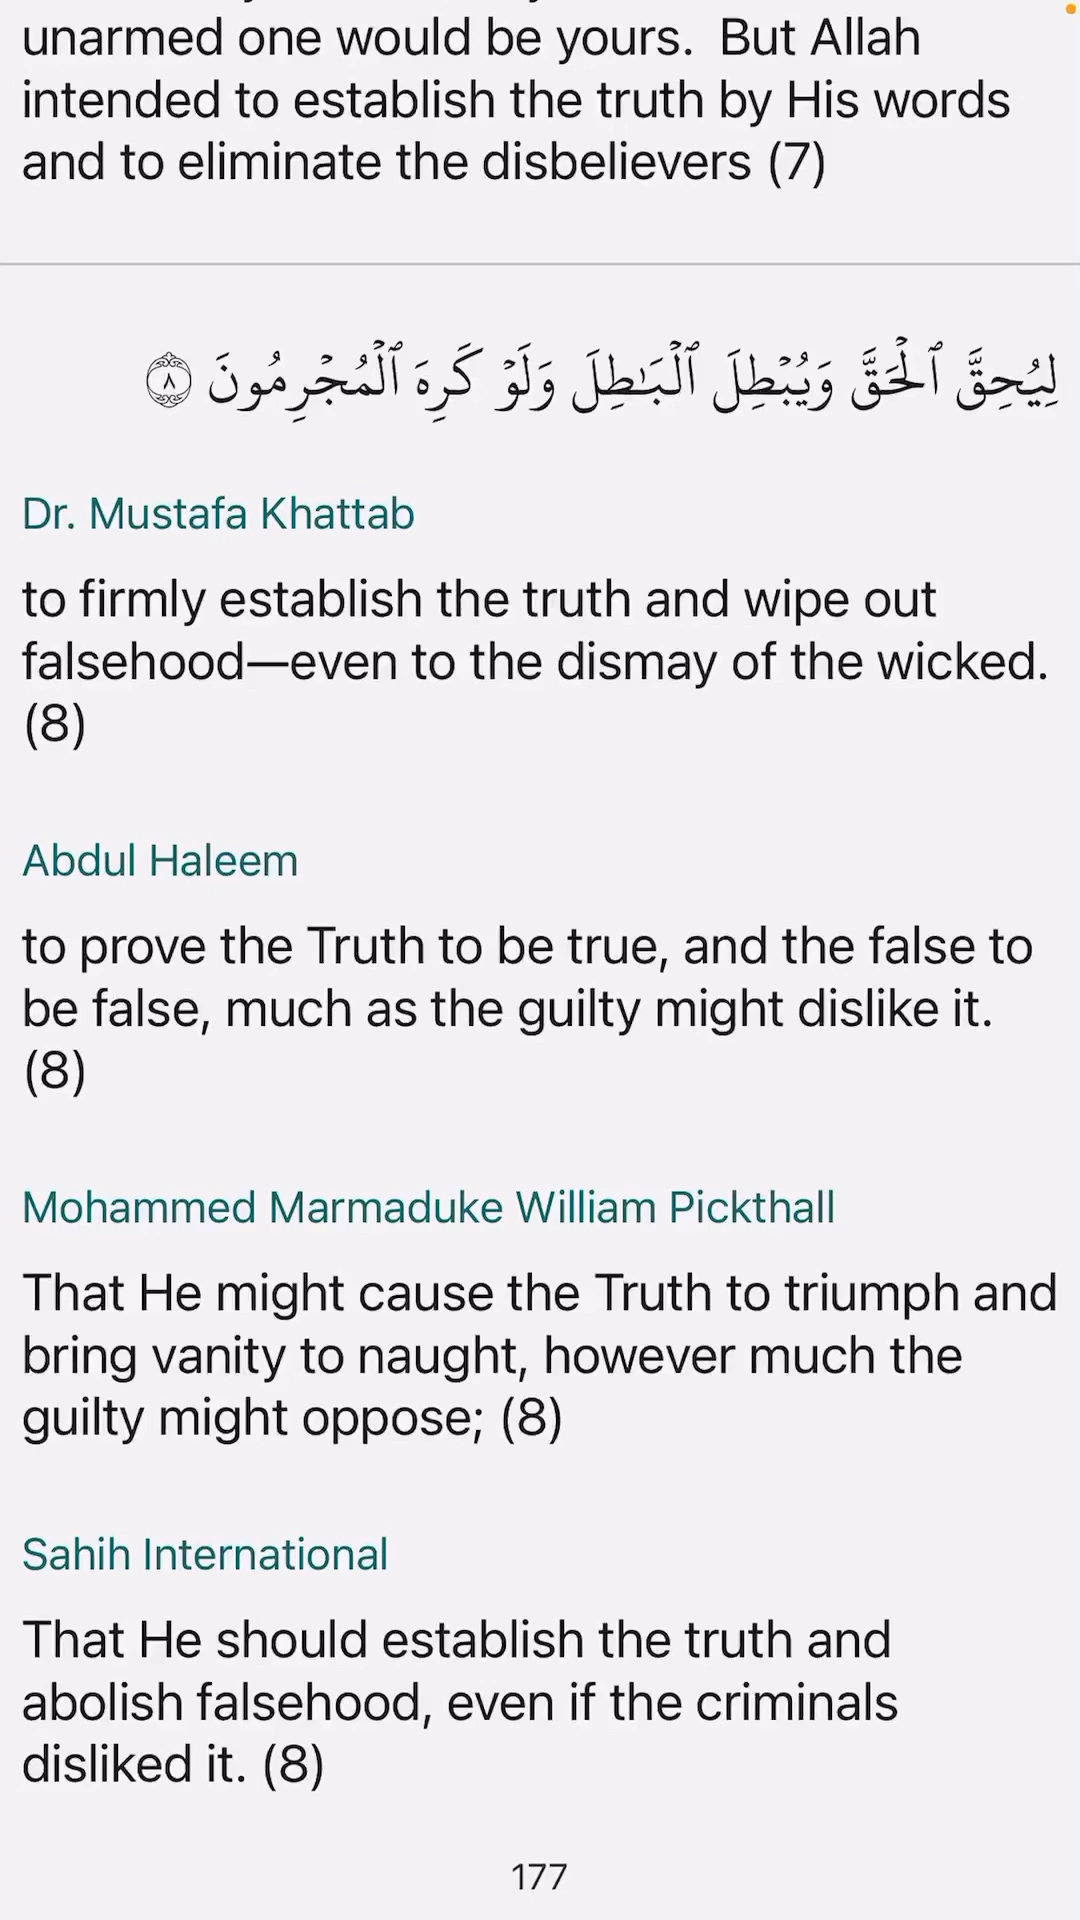 unarmed one would be yours.  But Allah
intended to establish the truth by His words
and to eliminate the disbelievers (7)
لِيُحِقَّ ٱلْحَقَّ وَيُبْطِلَ ٱلْبَـٰطِلَ وَلَوْ كَرِهَ ٱلْمُجْرِمُونَ ٨
Dr. Mustafa Khattab
to firmly establish the truth and wipe out
falsehood—even to the dismay of the wicked.
(8)
Abdul Haleem
to prove the Truth to be true, and the false to
be false, much as the guilty might dislike it.
(8)
Mohammed Marmaduke William Pickthall
That He might cause the Truth to triumph and
bring vanity to naught, however much the
guilty might oppose; (8)
Sahih International
That He should establish the truth and
abolish falsehood, even if the criminals
disliked it. (8)
177